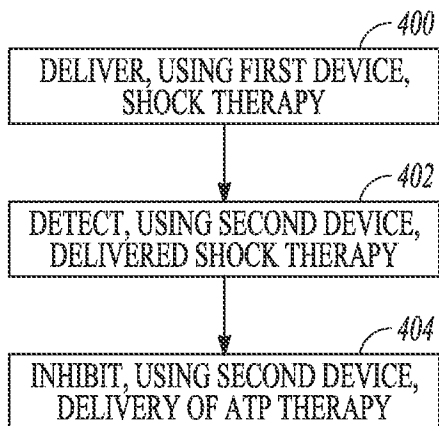 400
DELIVER, USING FIRST DEVICE,
SHOCK THERAPY
402
DETECT, USING SECOND DEVICE,
DELIVERED SHOCK THERAPY
404
INHIBIT, USING SECOND DEVICE,
DELIVERY OF ATP THERAPY